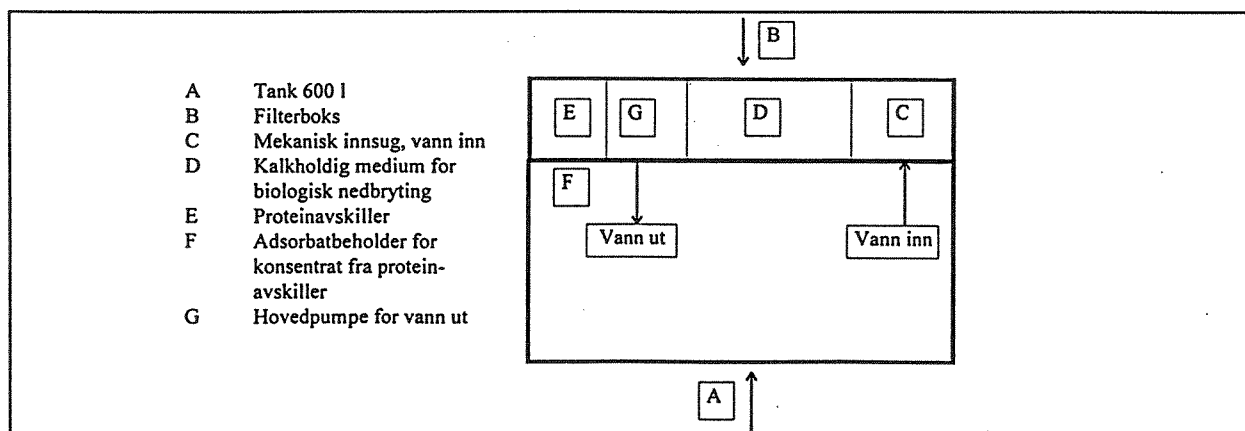 A Tank 600 l
B Filterboks
C Mekanisk innsug, vann inn
D Kalkholdig medium for
biologisk nedbryting
E Proteinavskiller
F Adsorbatbeholder for
konsentrat fra protein-
avskiller
G Hovedpumpe for vann ut
B
E G D C
F
Vann ut Vann inn
A